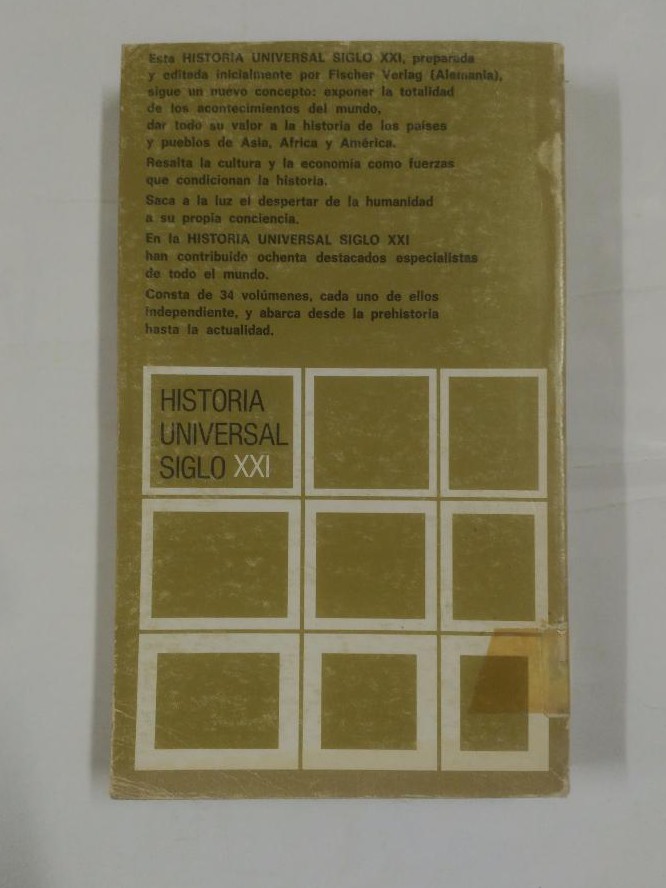 Esta HISTORIA UNIVERSAL SIGLO XXI, preparada
y editada inicialmente por Fischer Verlag (Alemania),
sigue un nuevo concepto: exponer la totalidad
de los acontecimientos del mundo,
dar todo su valor a la historia de los países
y pueblos de Asia, Africa y América.
Resalta la cultura y la economía como fuerzas
que condicionan la historia.
Saca a la luz el despertar de la humanidad
a su propia conciencia.
En la HISTORIA UNIVERSAL SIGLO XXI
han contribuido ochenta destacados especialistas
de todo el mundo.
Consta de 34 volúmenes, cada uno de ellos
independiente, y abarca desde la prehistoria
hasta la actualidad.
HISTORIA
UNIVERSAL
SIGLO XXI